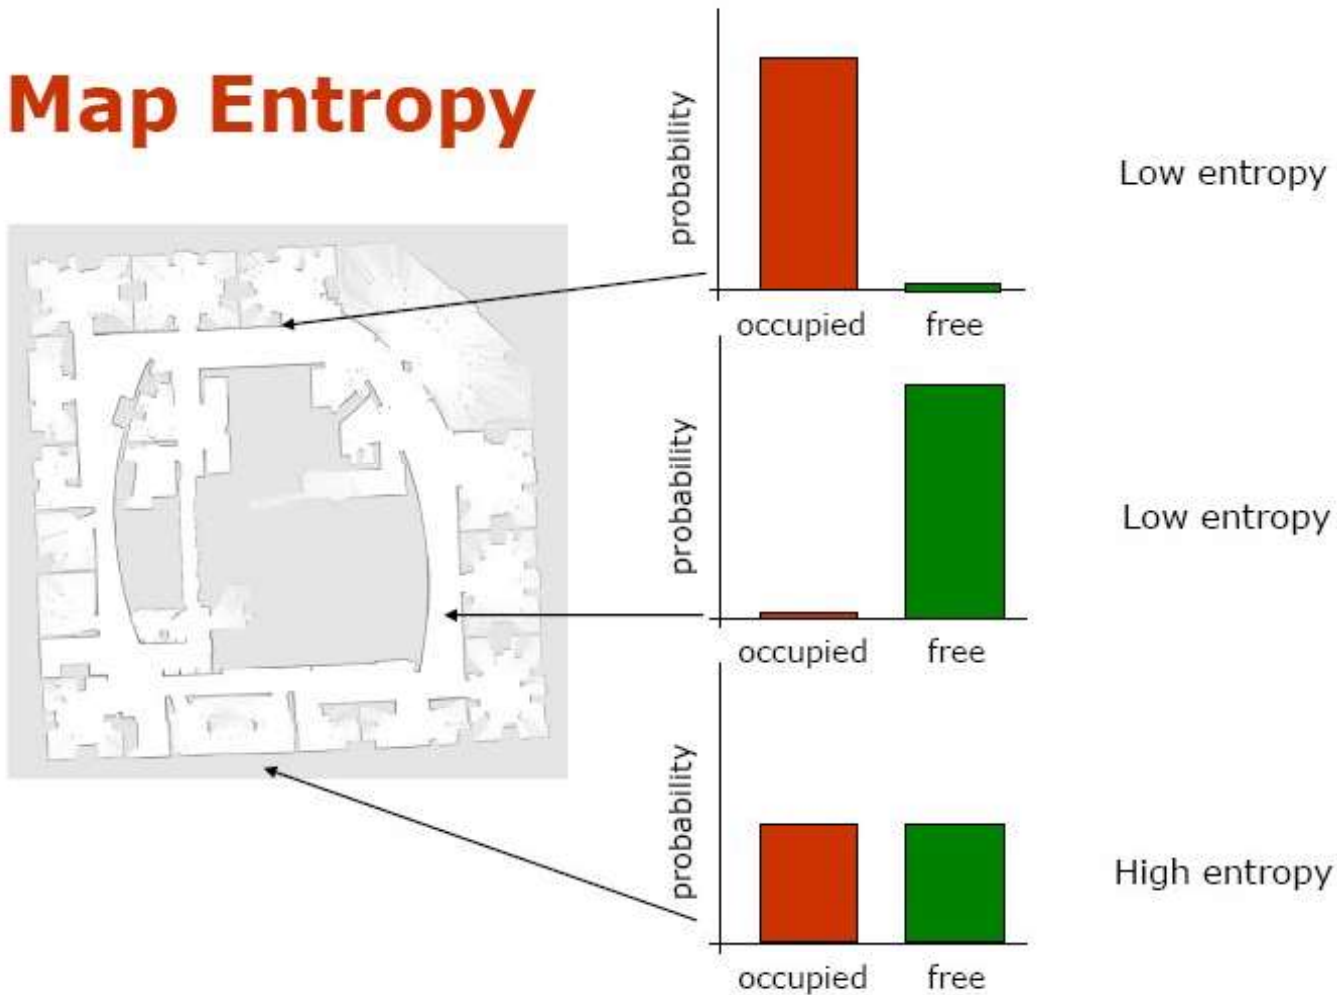 Map Entropy
probability
occupied free
Low entropy
probability
occupied free
Low entropy
probability
occupied free
High entropy